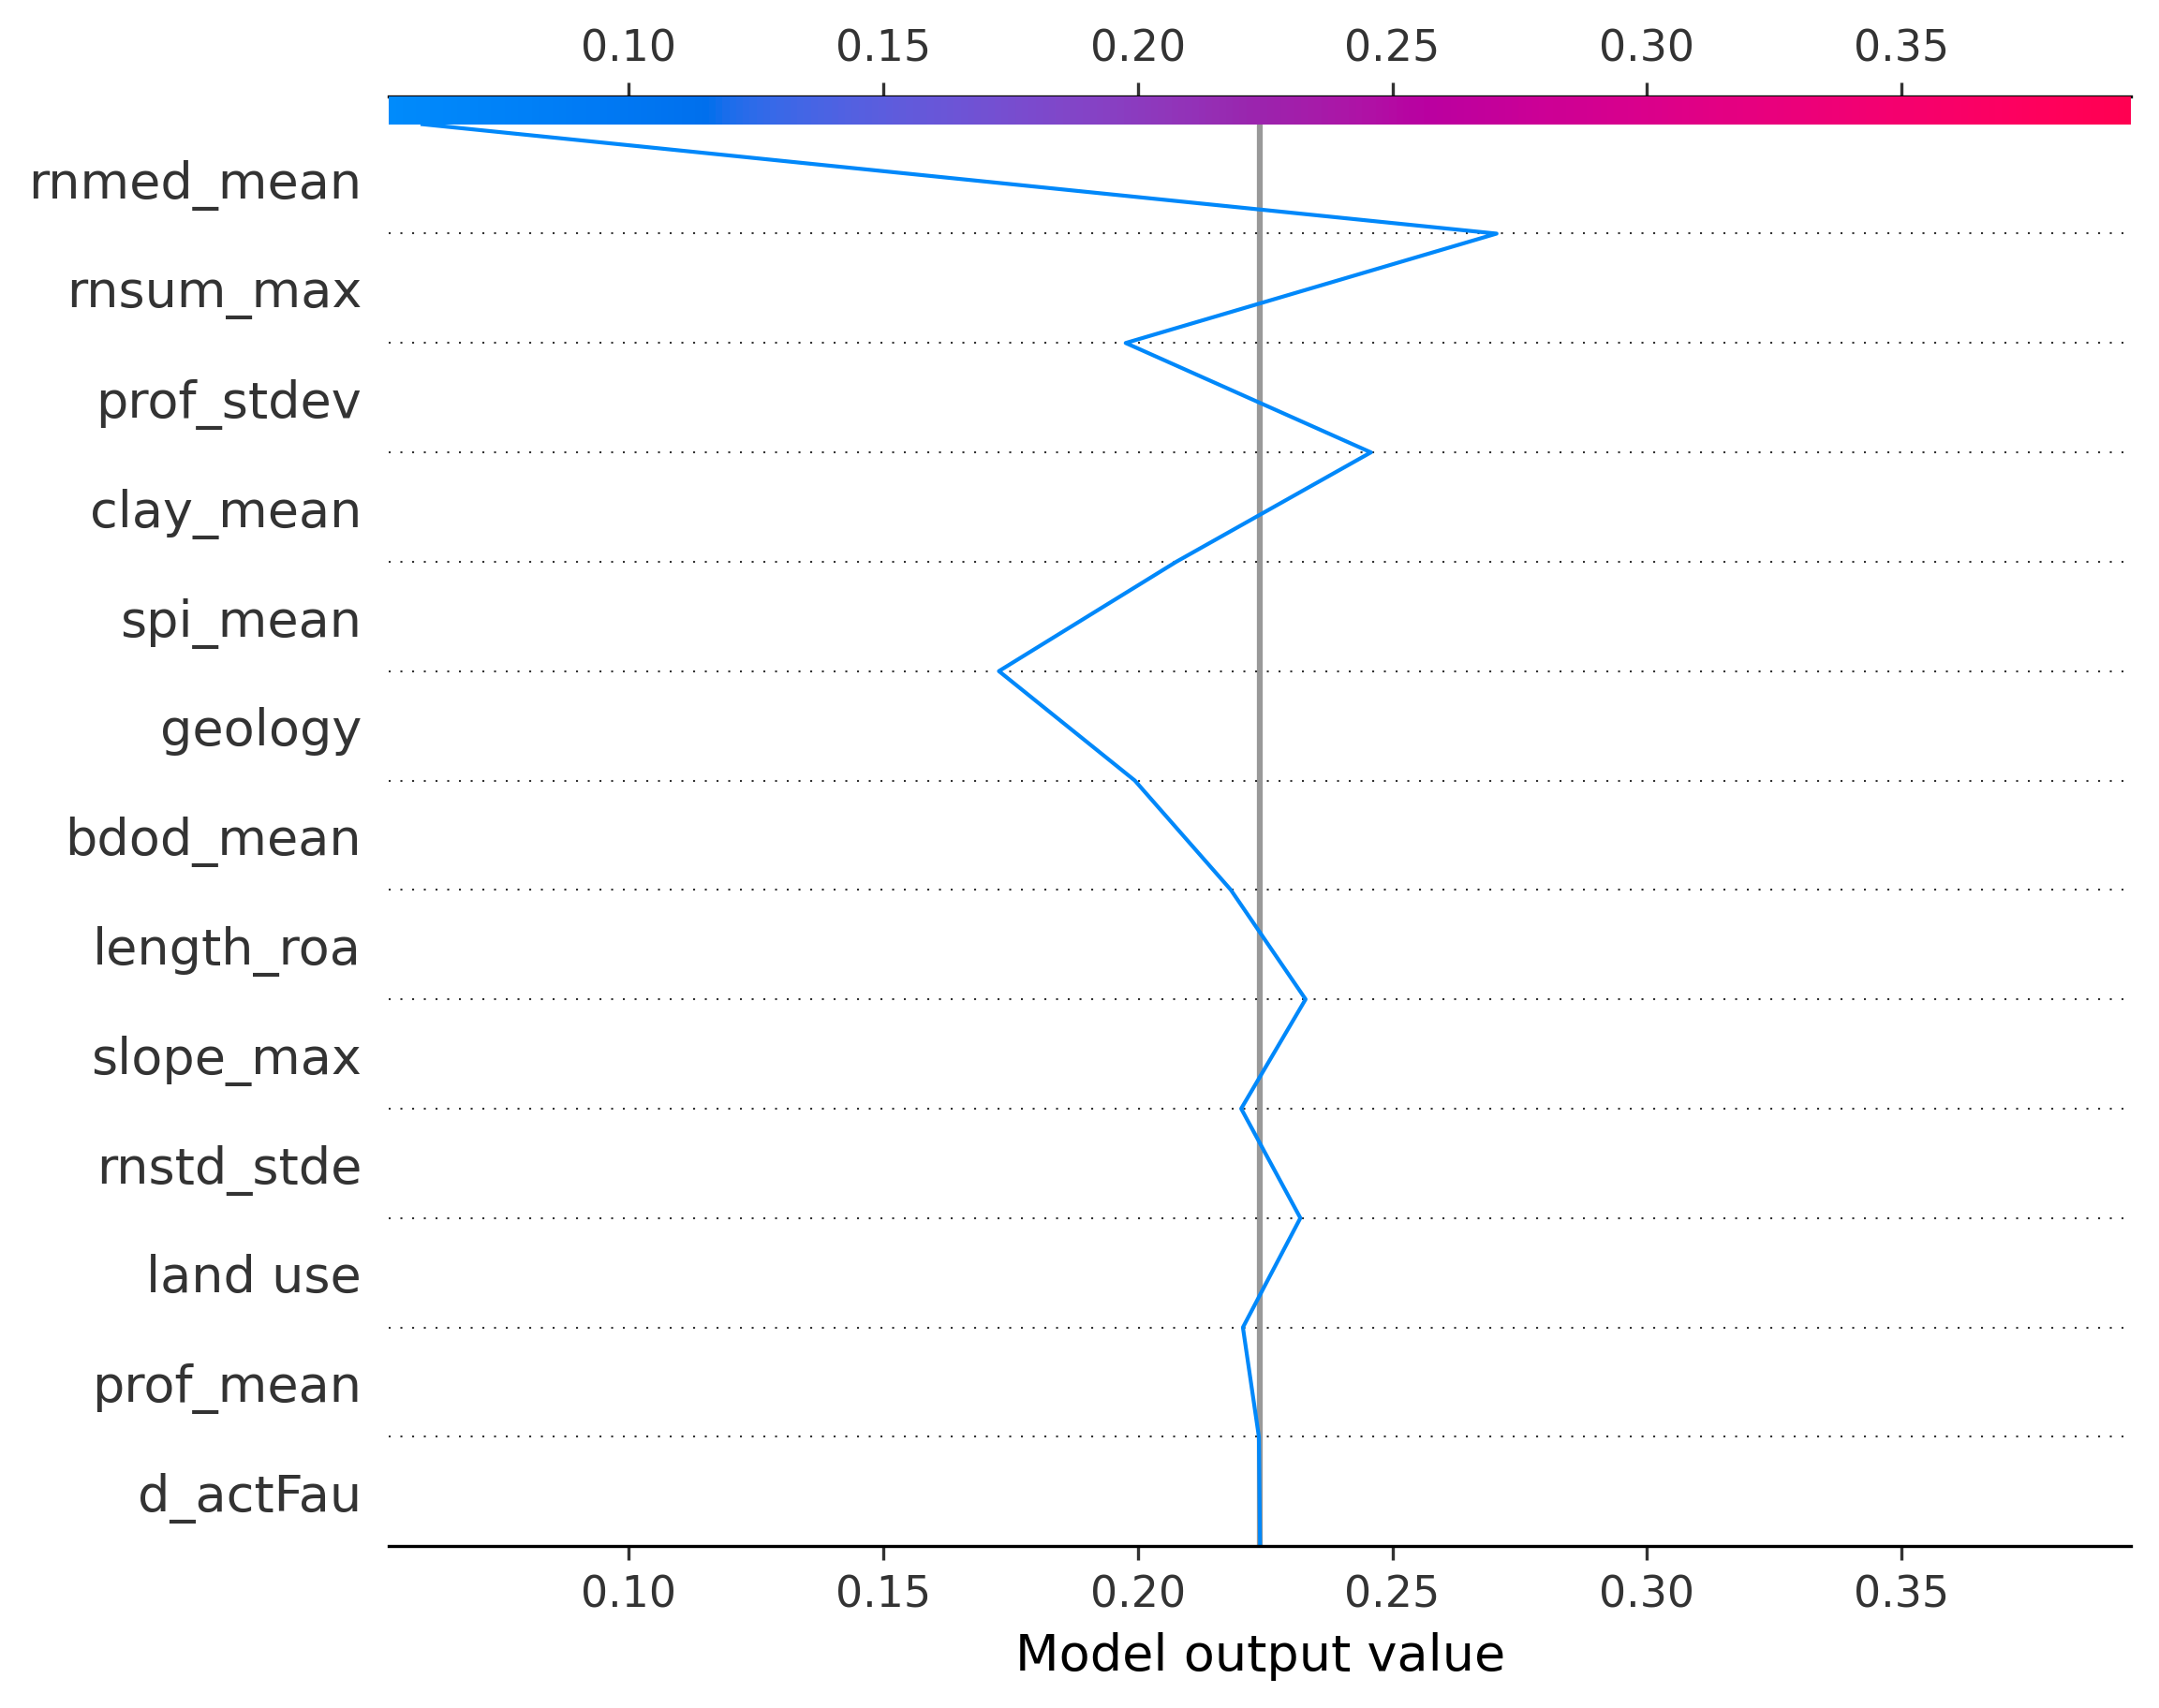 0.10 0.15 0.20 0.25 0.30 0.35
rnmed_mean
rnsum_max
prof_stdev
clay_mean
spi_mean
geology
bdod_mean
length_roa
slope_max
rnstd_stde
land use
prof_mean
d_actFau
0.10 0.15 0.20 0.25 0.30 0.35
Model output value